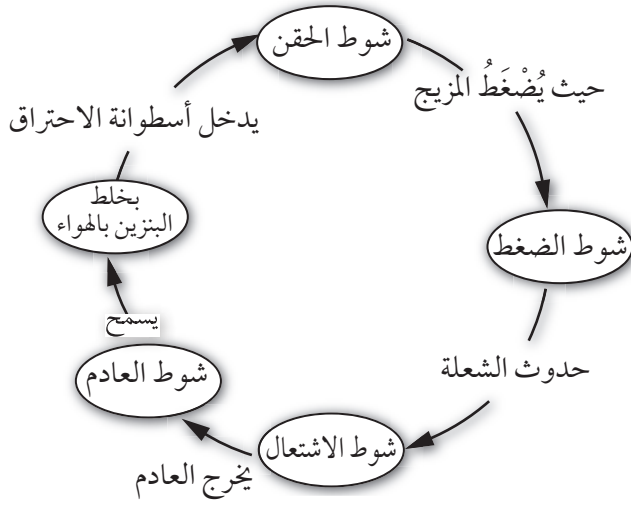 شوط الحقن
حيث يُضْغَطُ المزيج
شوط الضغط
حدوث الشعلة
شوط الاشتعال
يخرج العادم
شوط العادم
يسمح
بخلط
البنزين بالهواء
يدخل أسطوانة الاحتراق